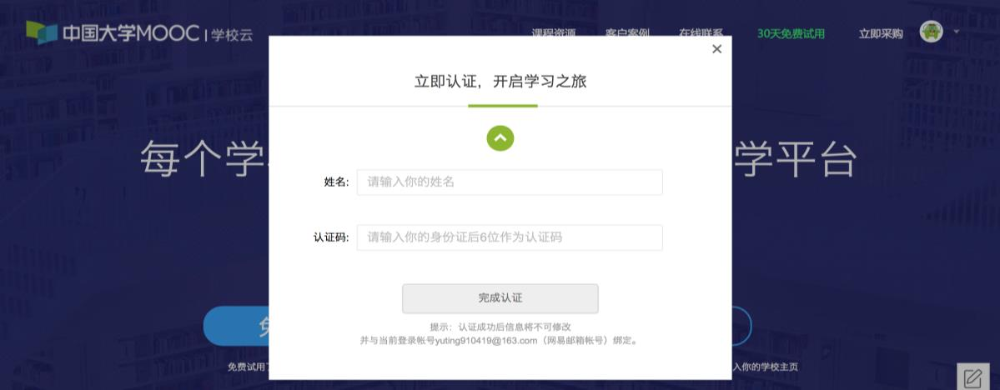 中国大学MOOC | 学校云
课程资源 客户案例 在线联系 30天免费试用 立即采购
立即认证，开启学习之旅
每个学 学平台
姓名: 请输入你的姓名
认证码: 请输入你的身份证后6位作为认证码
完成认证
提示：认证成功后信息将不可修改
并与当前登录帐号yuting910419@163.com（网易邮箱帐号）绑定。
免费试用 入你的学校主页